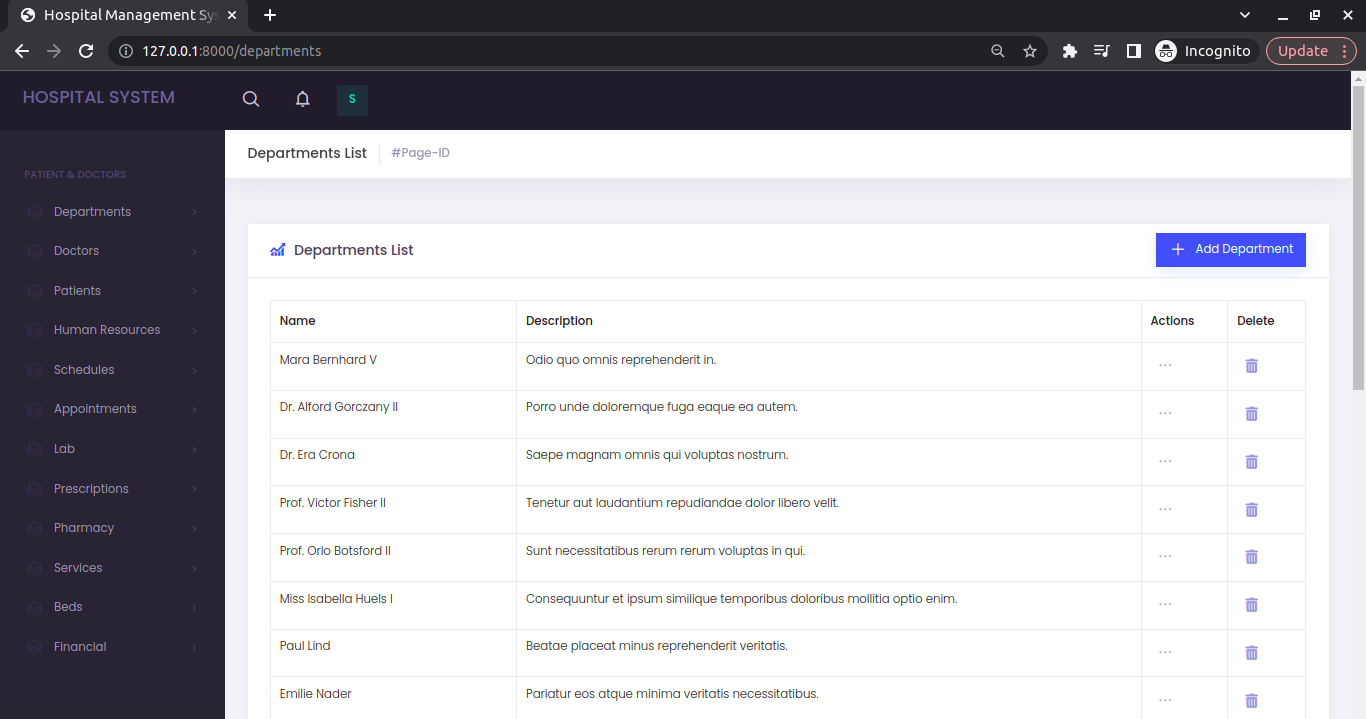 Hospital Management Sys
127.0.0.1:8000/departments
Incognito
Update
HOSPITAL SYSTEM
S
Departments List
#Page-ID
PATIENT & DOCTORS
Departments
Doctors
Patients
Human Resources
Schedules
Appointments
Lab
Prescriptions
Pharmacy
Services
Beds
Financial
Departments List
+ Add Department
Name Description Actions Delete
Mara Bernhard V Odio quo omnis reprehenderit in. ...
Dr. Alford Gorczany II Porro unde doloremque fuga eaque ea autem. ...
Dr. Era Crona Saepe magnam omnis qui voluptas nostrum. ...
Prof. Victor Fisher II Tenetur aut laudantium repudiandae dolor libero velit. ...
Prof. Orlo Botsford II Sunt necessitatibus rerum rerum voluptas in qui. ...
Miss Isabella Huels I Consequuntur et ipsum similique temporibus doloribus mollitia optio enim. ...
Paul Lind Beatae placeat minus reprehenderit veritatis. ...
Emilie Nader Pariatur eos atque minima veritatis necessitatibus. ...